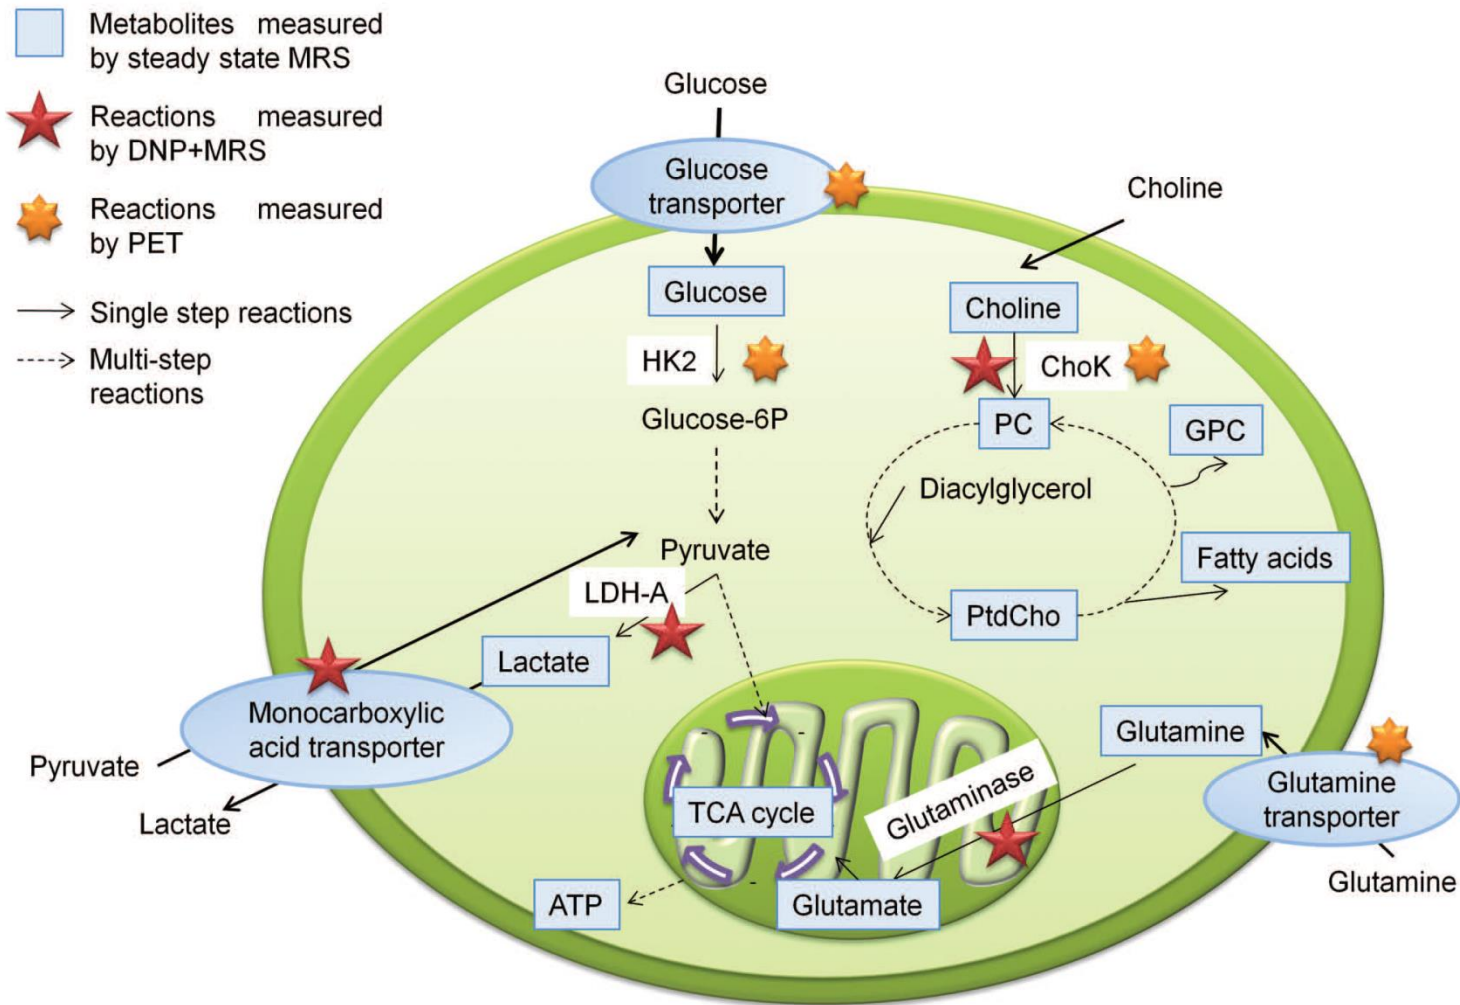 Metabolites measured
by steady state MRS
Reactions measured
by DNP+MRS
Reactions measured
by PET
Single step reactions
Multi-step
reactions
Glucose
Glucose
transporter
Glucose
HK2
Glucose-6P
Pyruvate
LDH-A
Lactate
Monocarboxylic
acid transporter
Pyruvate
Lactate
Choline
Choline
ChoK
PC
GPC
Diacylglycerol
Fatty acids
PtdCho
TCA cycle
ATP
Glutaminase
Glutamate
Glutamine
Glutamine
transporter
Glutamine